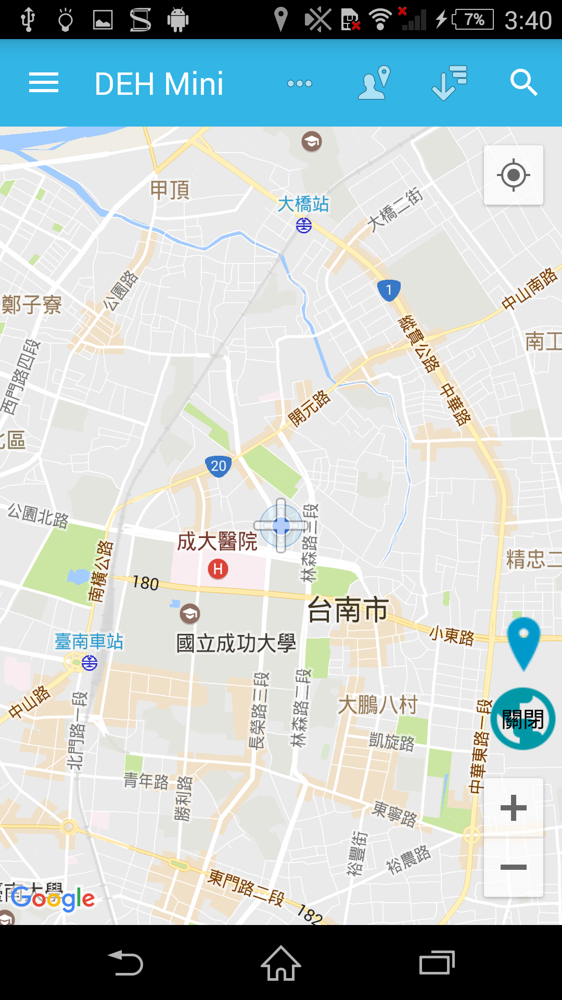 7%
3:40
DEH Mini
甲頂
大橋站
大橋二街
1
中山南路
公園路
鄭子寮
縱貫公路
南工
西門路四段
開元路
中華路
北區
20
公園北路
成大醫院
林森路三段
H
精忠二
南橫公路
180
台南市
小東路
臺南車站
國立成功大學
中山路
北門路一段
長榮路三段
林森路二段
大鵬八村
關閉
凱旋路
中華東路一段
青年路
勝利路
東寧路
裕豐街
裕農路
東門路二段
臺南大學
Google
182